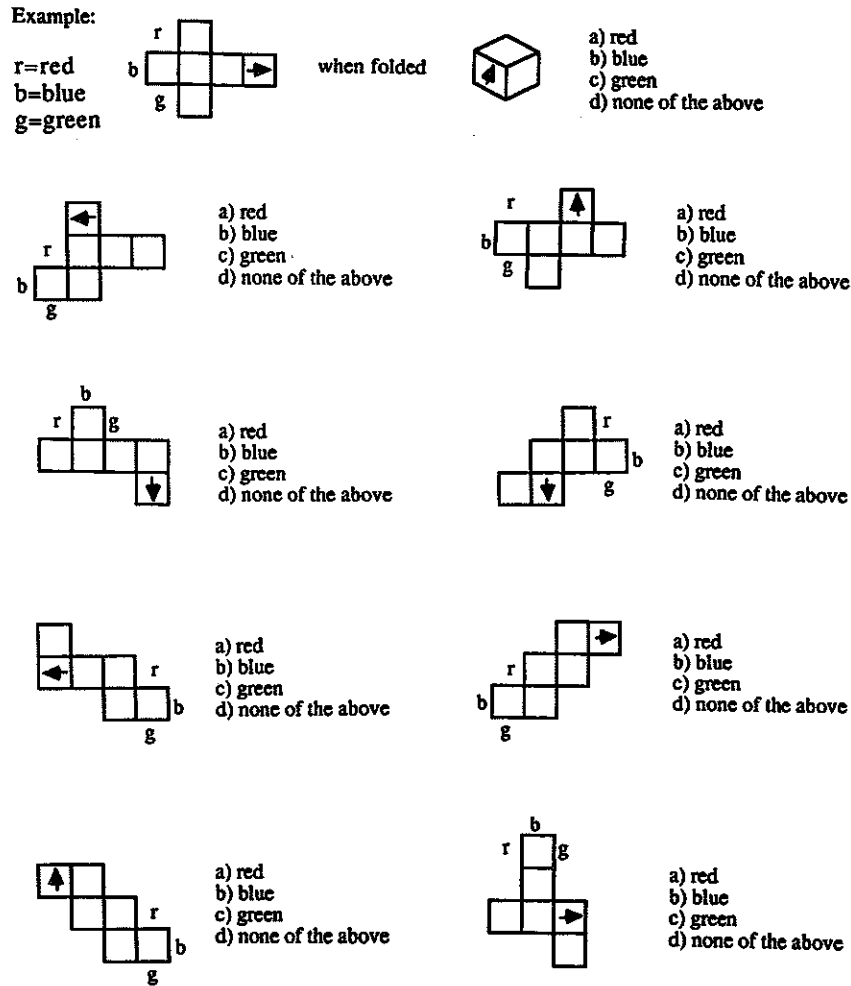 Example:
r=red
b=blue
g=green
r
b
g
when folded
a) red
b) blue
c) green
d) none of the above
r
b
g
a) red
b) blue
c) green
d) none of the above
r
b
g
a) red
b) blue
c) green
d) none of the above
b
r g
a) red
b) blue
c) green
d) none of the above
r
b
g
a) red
b) blue
c) green
d) none of the above
r
b
g
a) red
b) blue
c) green
d) none of the above
r
b
g
a) red
b) blue
c) green
d) none of the above
r
b
g
a) red
b) blue
c) green
d) none of the above
b
r g
a) red
b) blue
c) green
d) none of the above